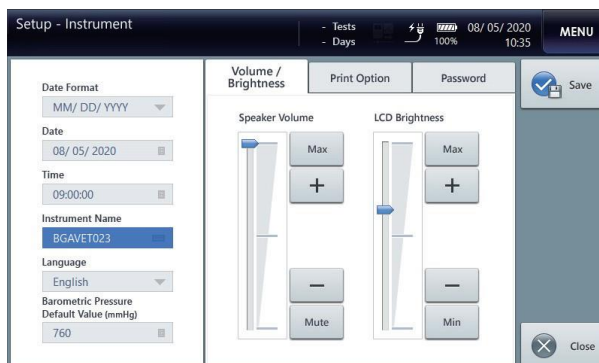 Setup - Instrument
- Tests
- Days
100%
08/ 05/ 2020
10:35
MENU
Date Format
MM/ DD/ YYYY
Date
08/ 05/ 2020
Time
09:00:00
Instrument Name
BGAVET023
Language
English
Barometric Pressure
Default Value (mmHg)
760
Volume /
Brightness
Print Option
Password
Speaker Volume
LCD Brightness
Max
Max
+
+
−
−
Mute
Min
Save
Close